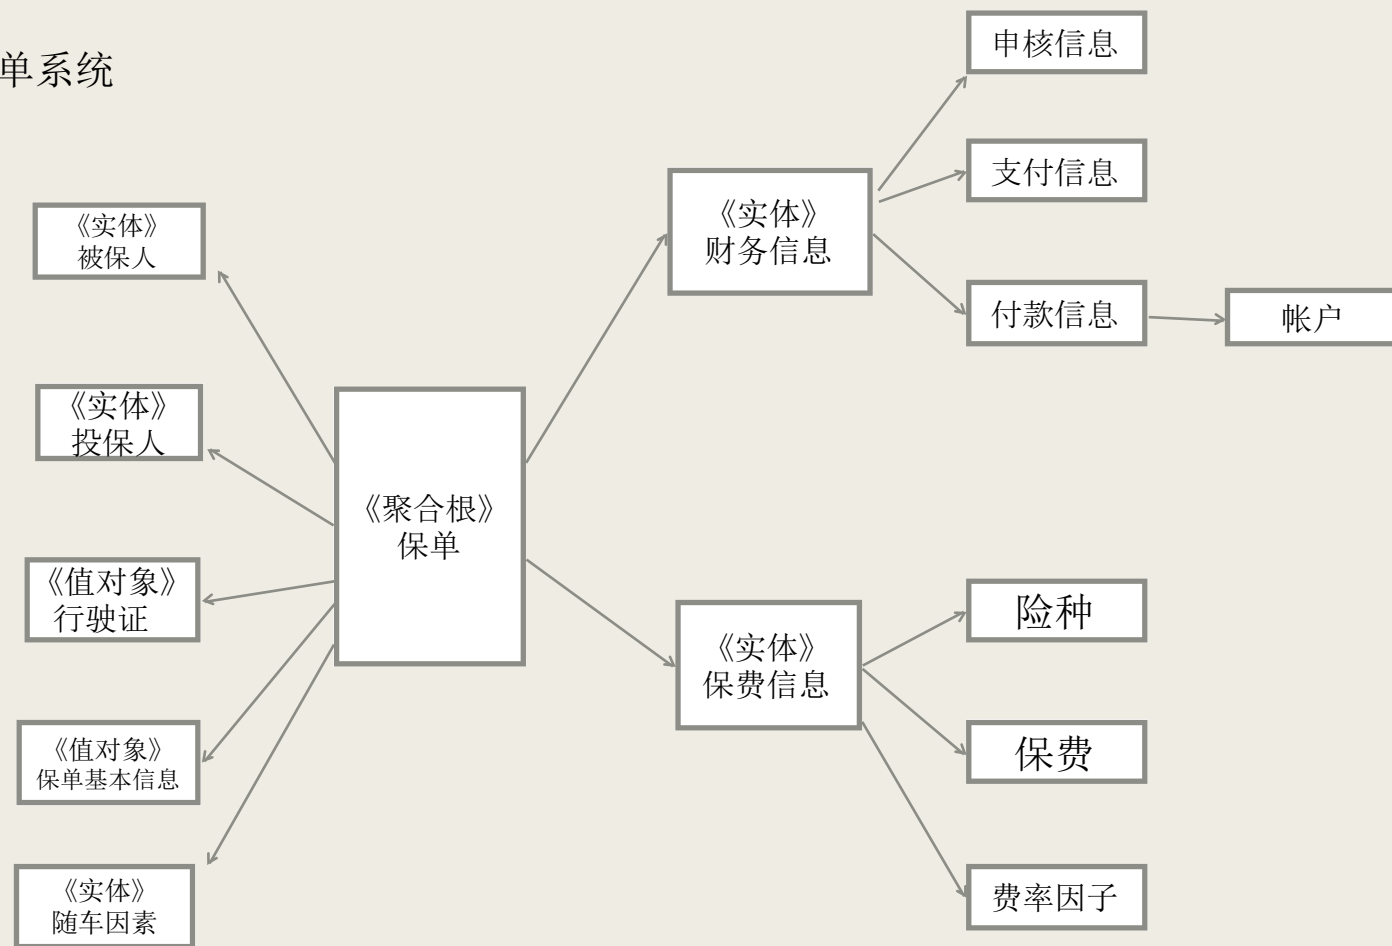 单系统
申核信息
支付信息
《实体》
财务信息
《实体》
被保人
付款信息
帐户
《实体》
投保人
《聚合根》
保单
《值对象》
行驶证
险种
《实体》
保费信息
《值对象》
保单基本信息
保费
《实体》
随车因素
费率因子